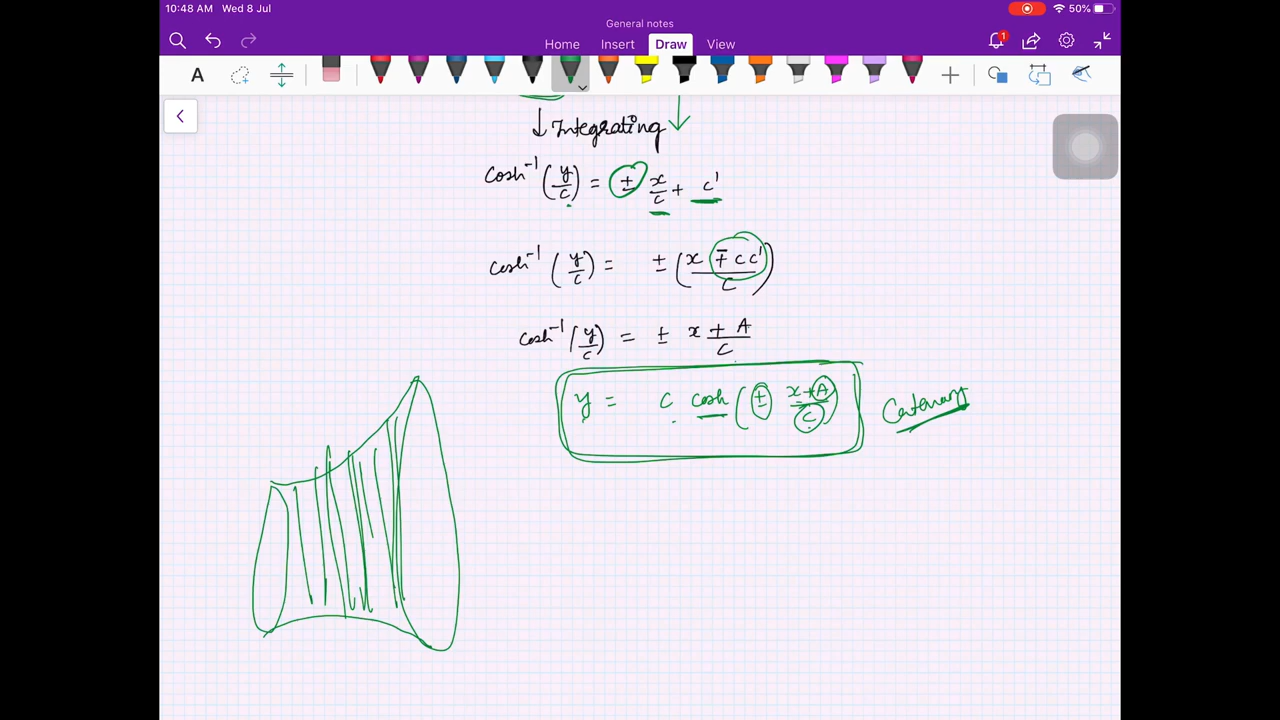 10:48 AM Wed 8 Jul
50%
General notes
Home Insert Draw View
1
A
↓ Integrating ↓
cosh⁻¹ (y/c) = ± x/c + c'
cosh⁻¹ (y/c) = ± (x ∓ cc'/c)
cosh⁻¹ (y/c) = ± x + A/c
y = c cosh (± x+A/c) Catenary